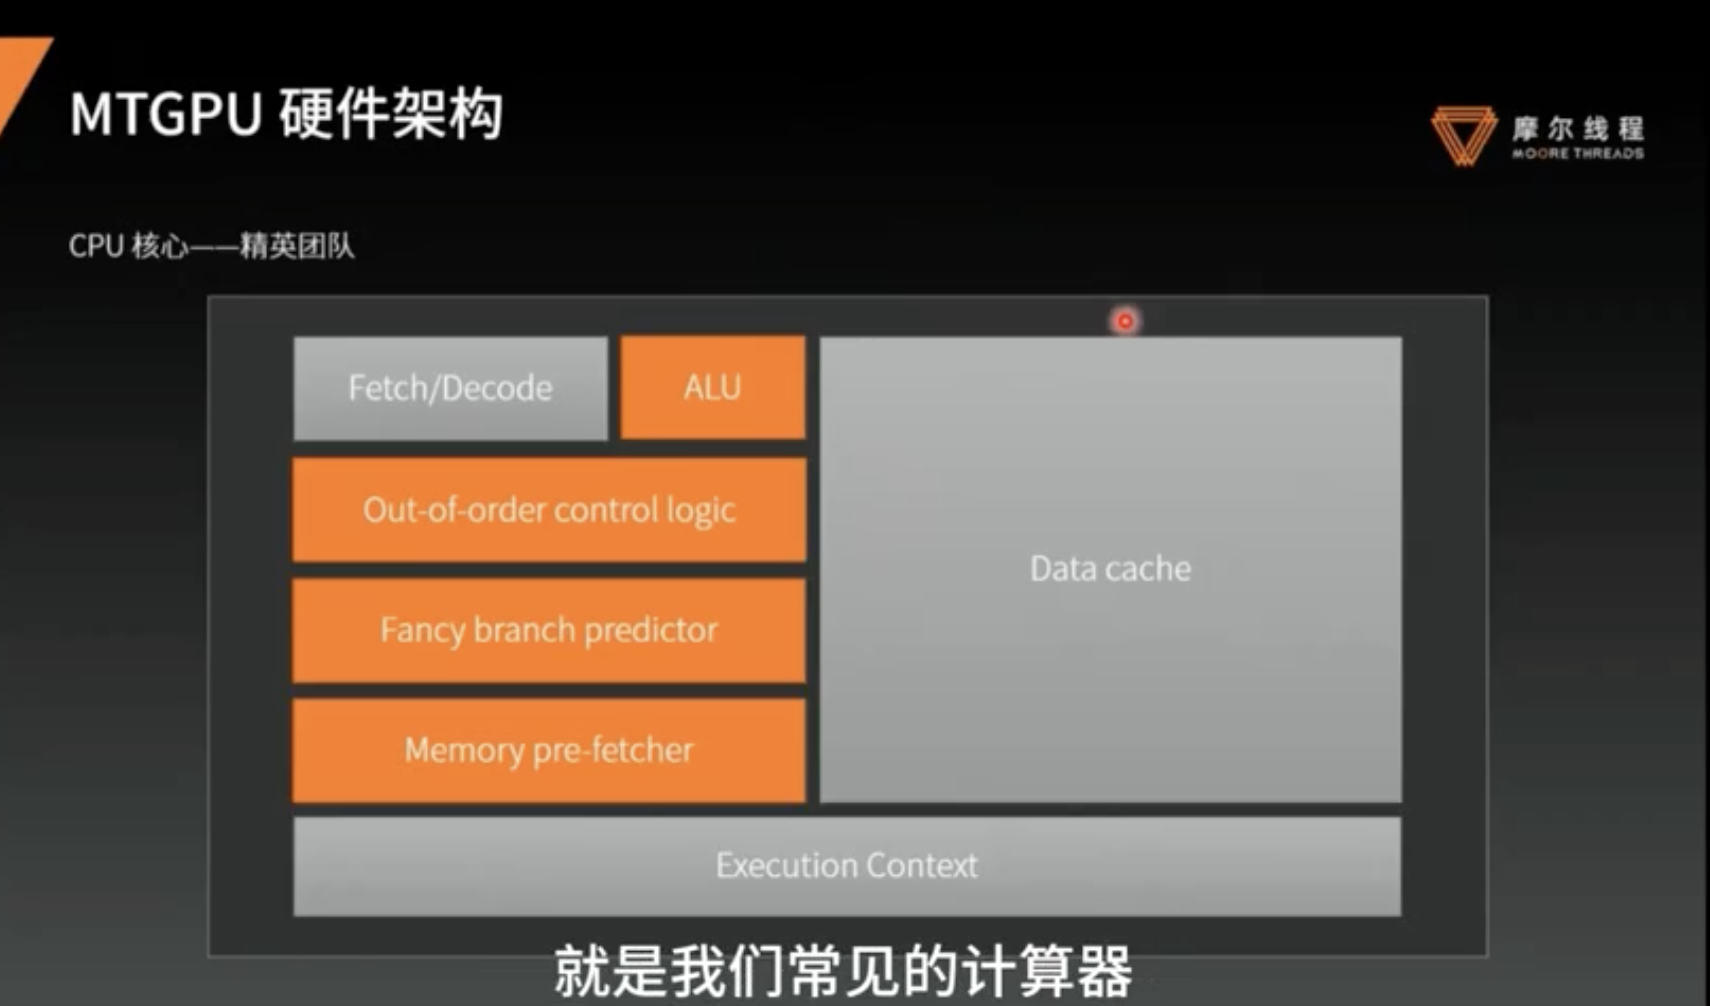 MTGPU 硬件架构
摩尔线程
MOORE THREADS
CPU 核心——精英团队
Fetch/Decode
ALU
Out-of-order control logic
Fancy branch predictor
Memory pre-fetcher
Data cache
Execution Context
就是我们常见的计算器